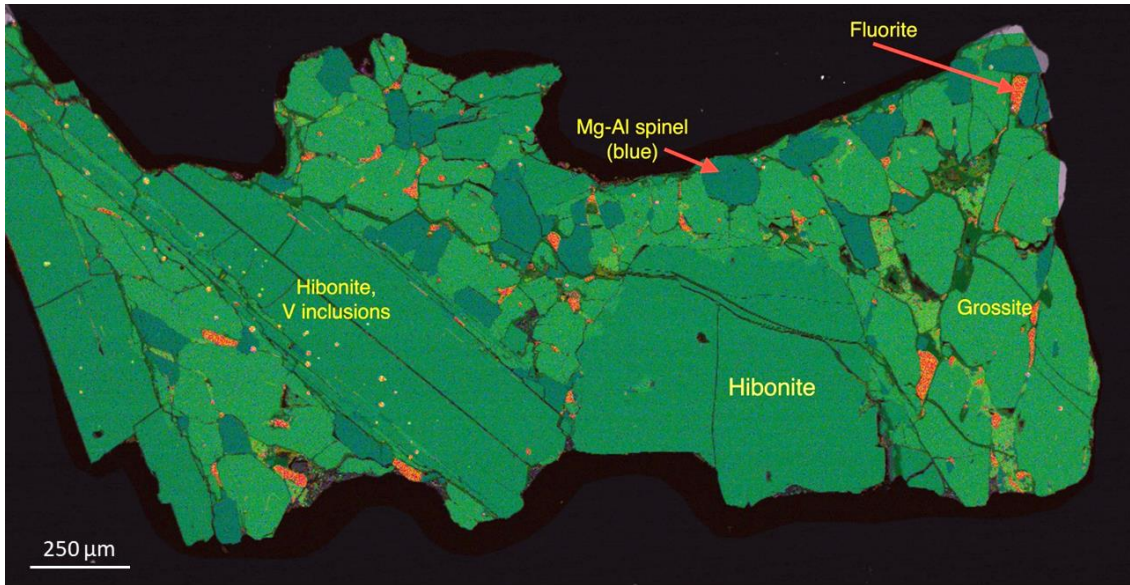 Fluorite
Mg-Al spinel
(blue)
Hibonite,
V inclusions
Grossite
Hibonite
250 µm